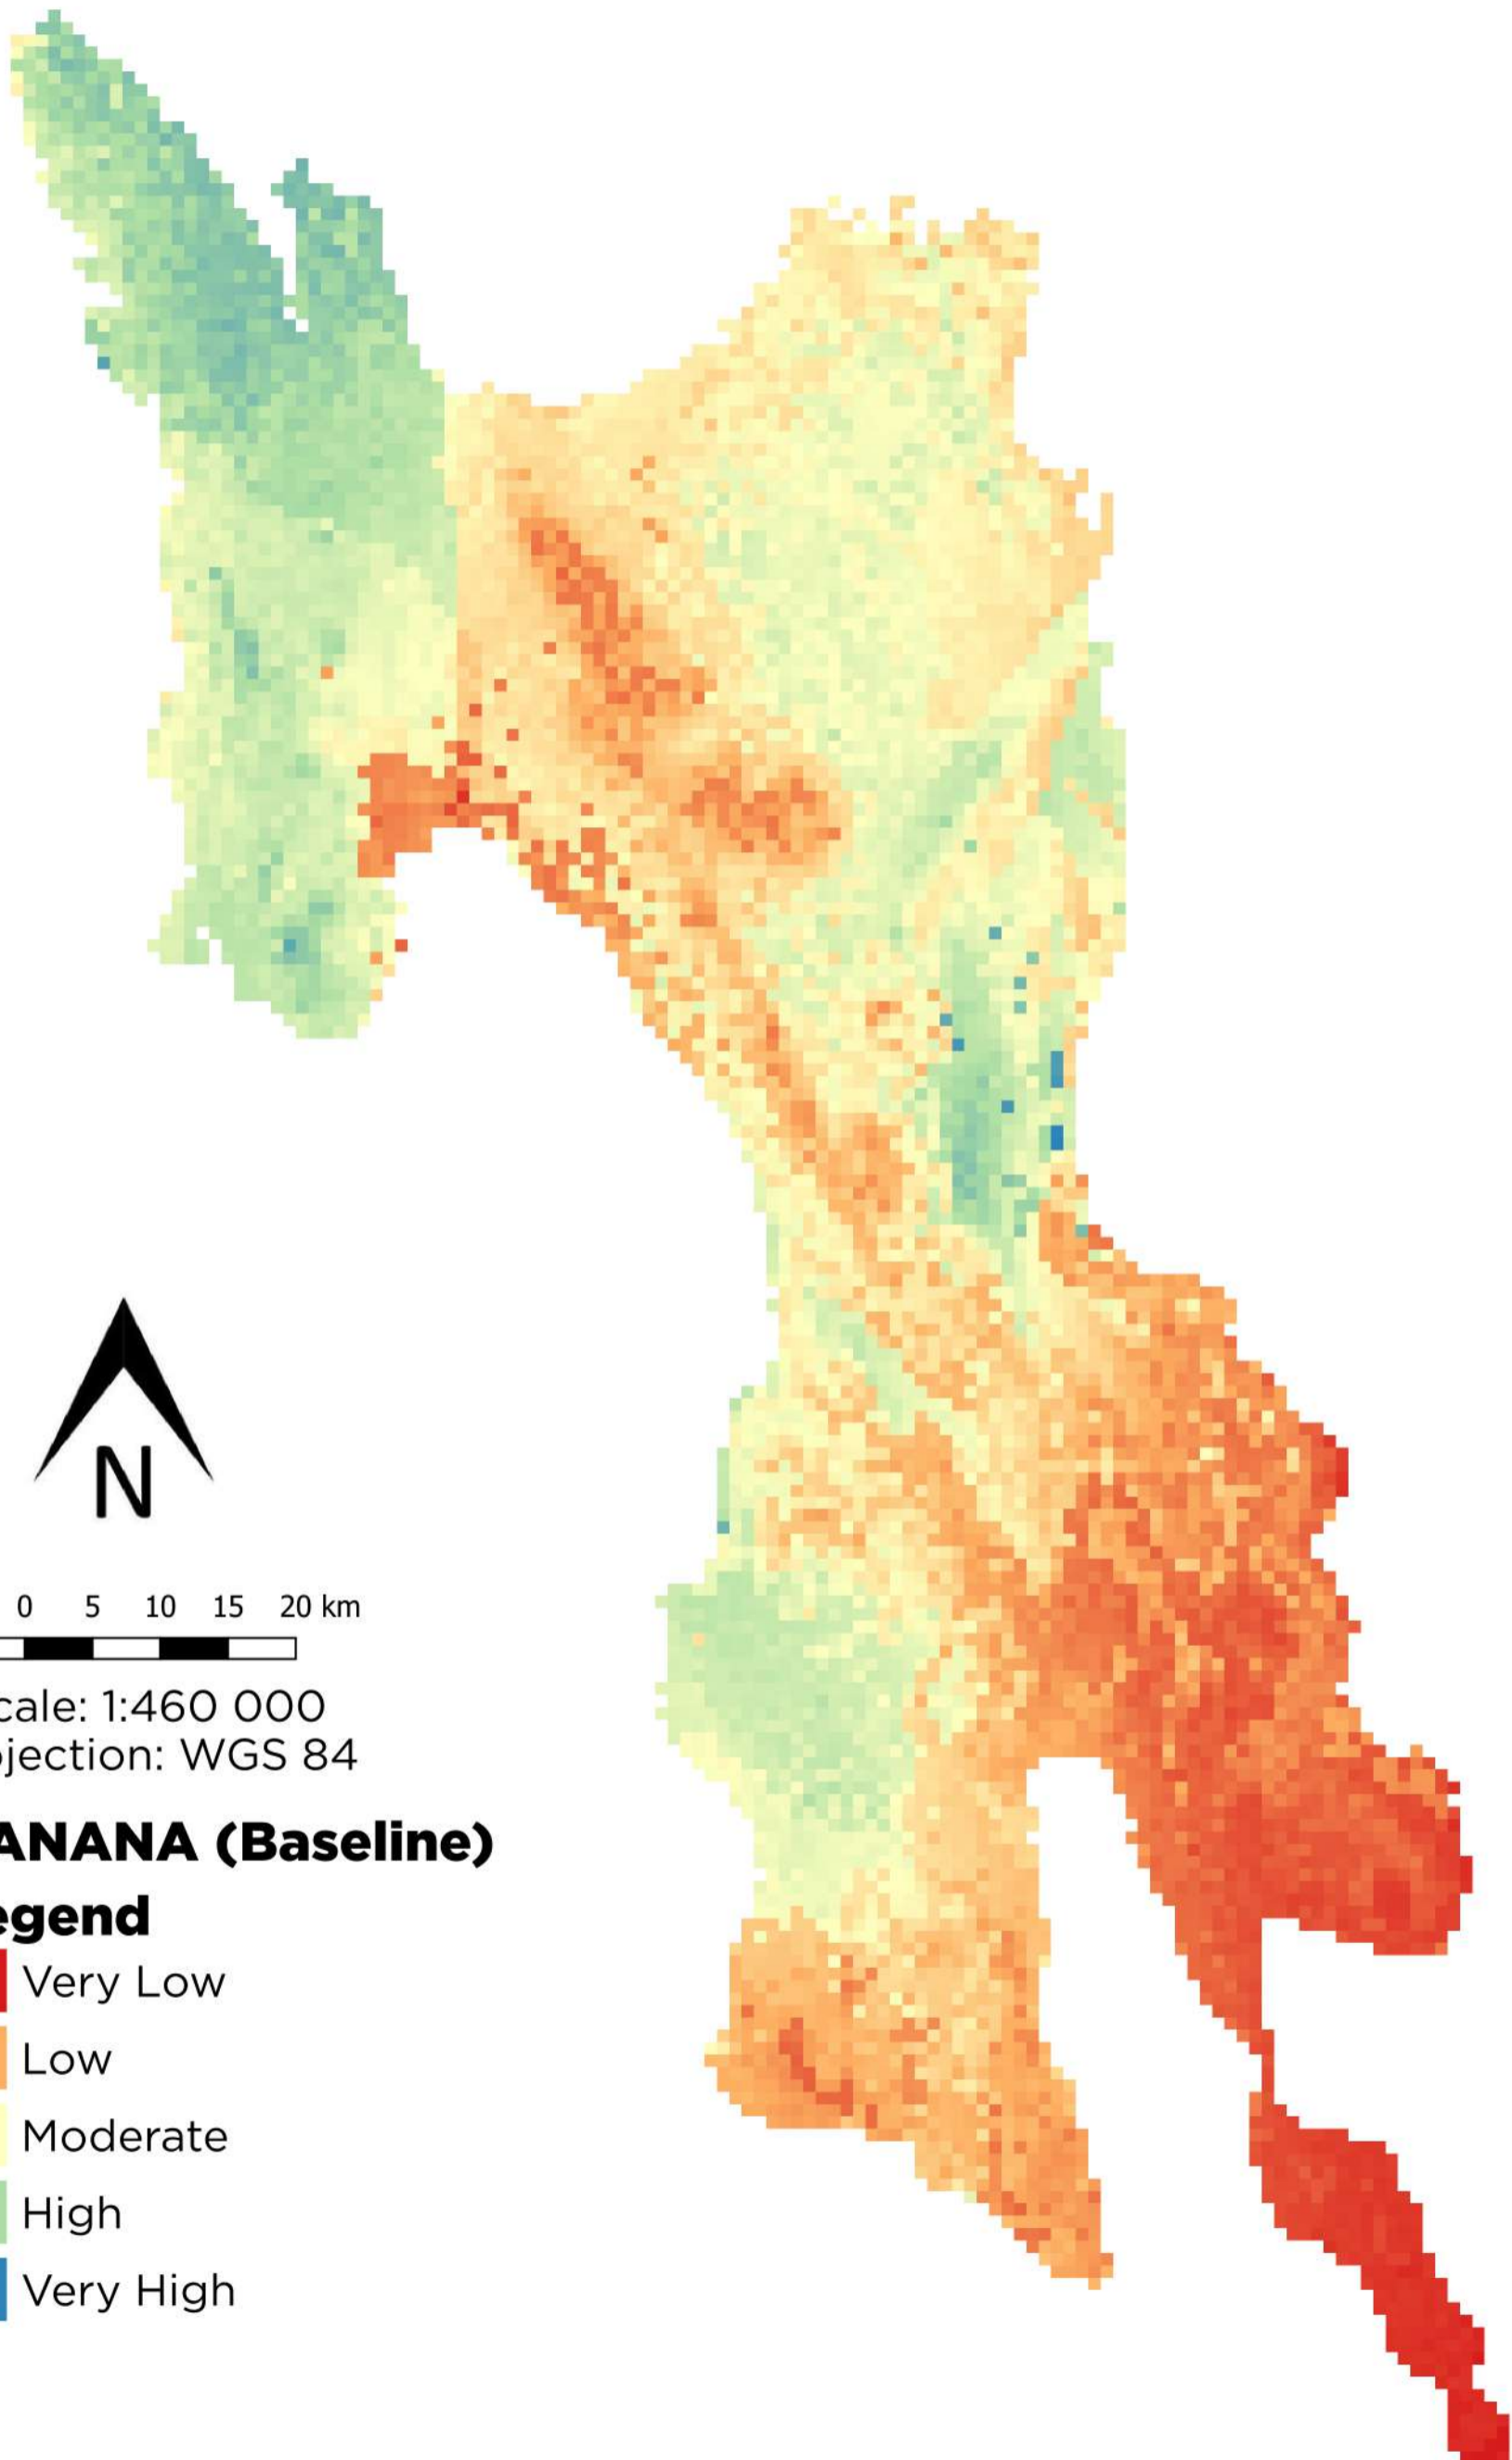 N
0 5 10 15 20 km
cale: 1:460 000
jection: WGS 84
ANANA (Baseline)
egend
Very Low
Low
Moderate
High
Very High